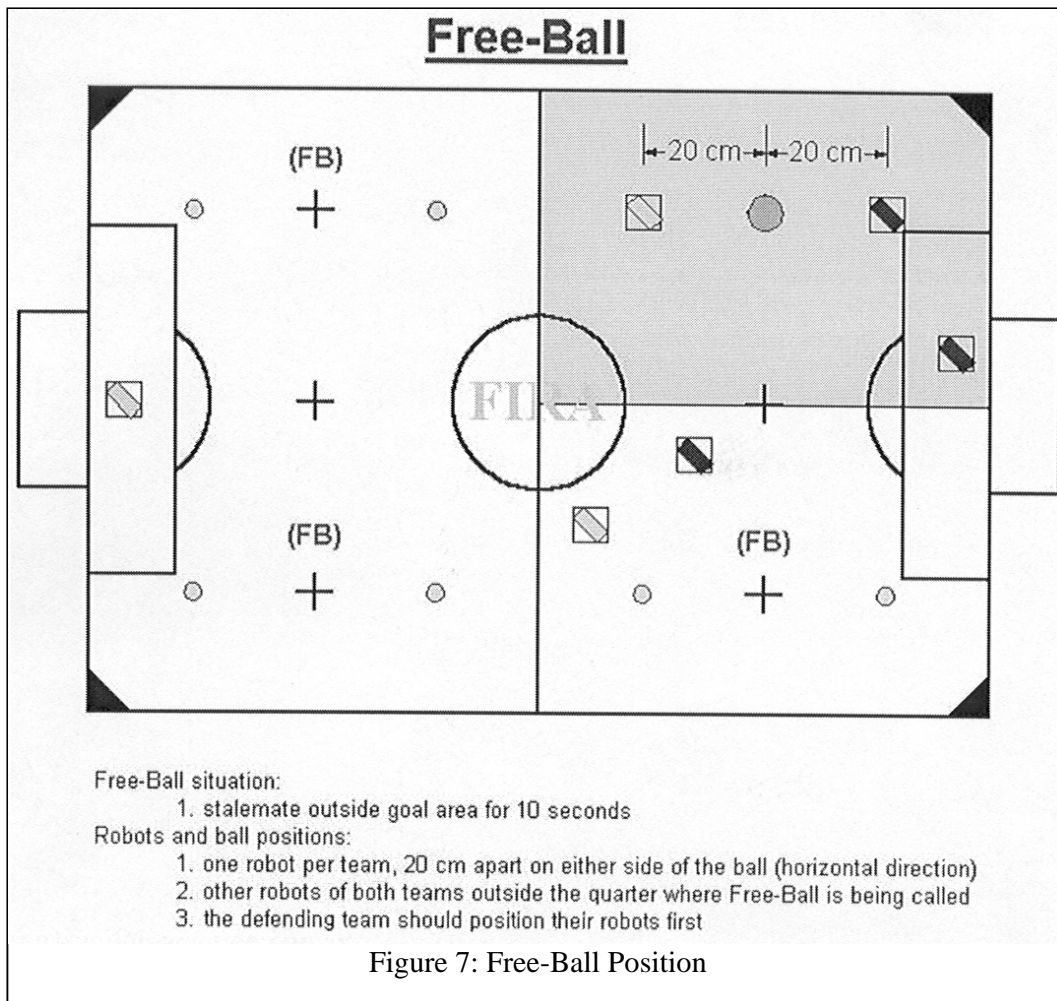 Free-Ball
20 cm 20 cm
(FB)
FIRA
(FB) (FB)
Free-Ball situation:
1. stalemate outside goal area for 10 seconds
Robots and ball positions:
1. one robot per team, 20 cm apart on either side of the ball (horizontal direction)
2. other robots of both teams outside the quarter where Free-Ball is being called
3. the defending team should position their robots first
Figure 7: Free-Ball Position